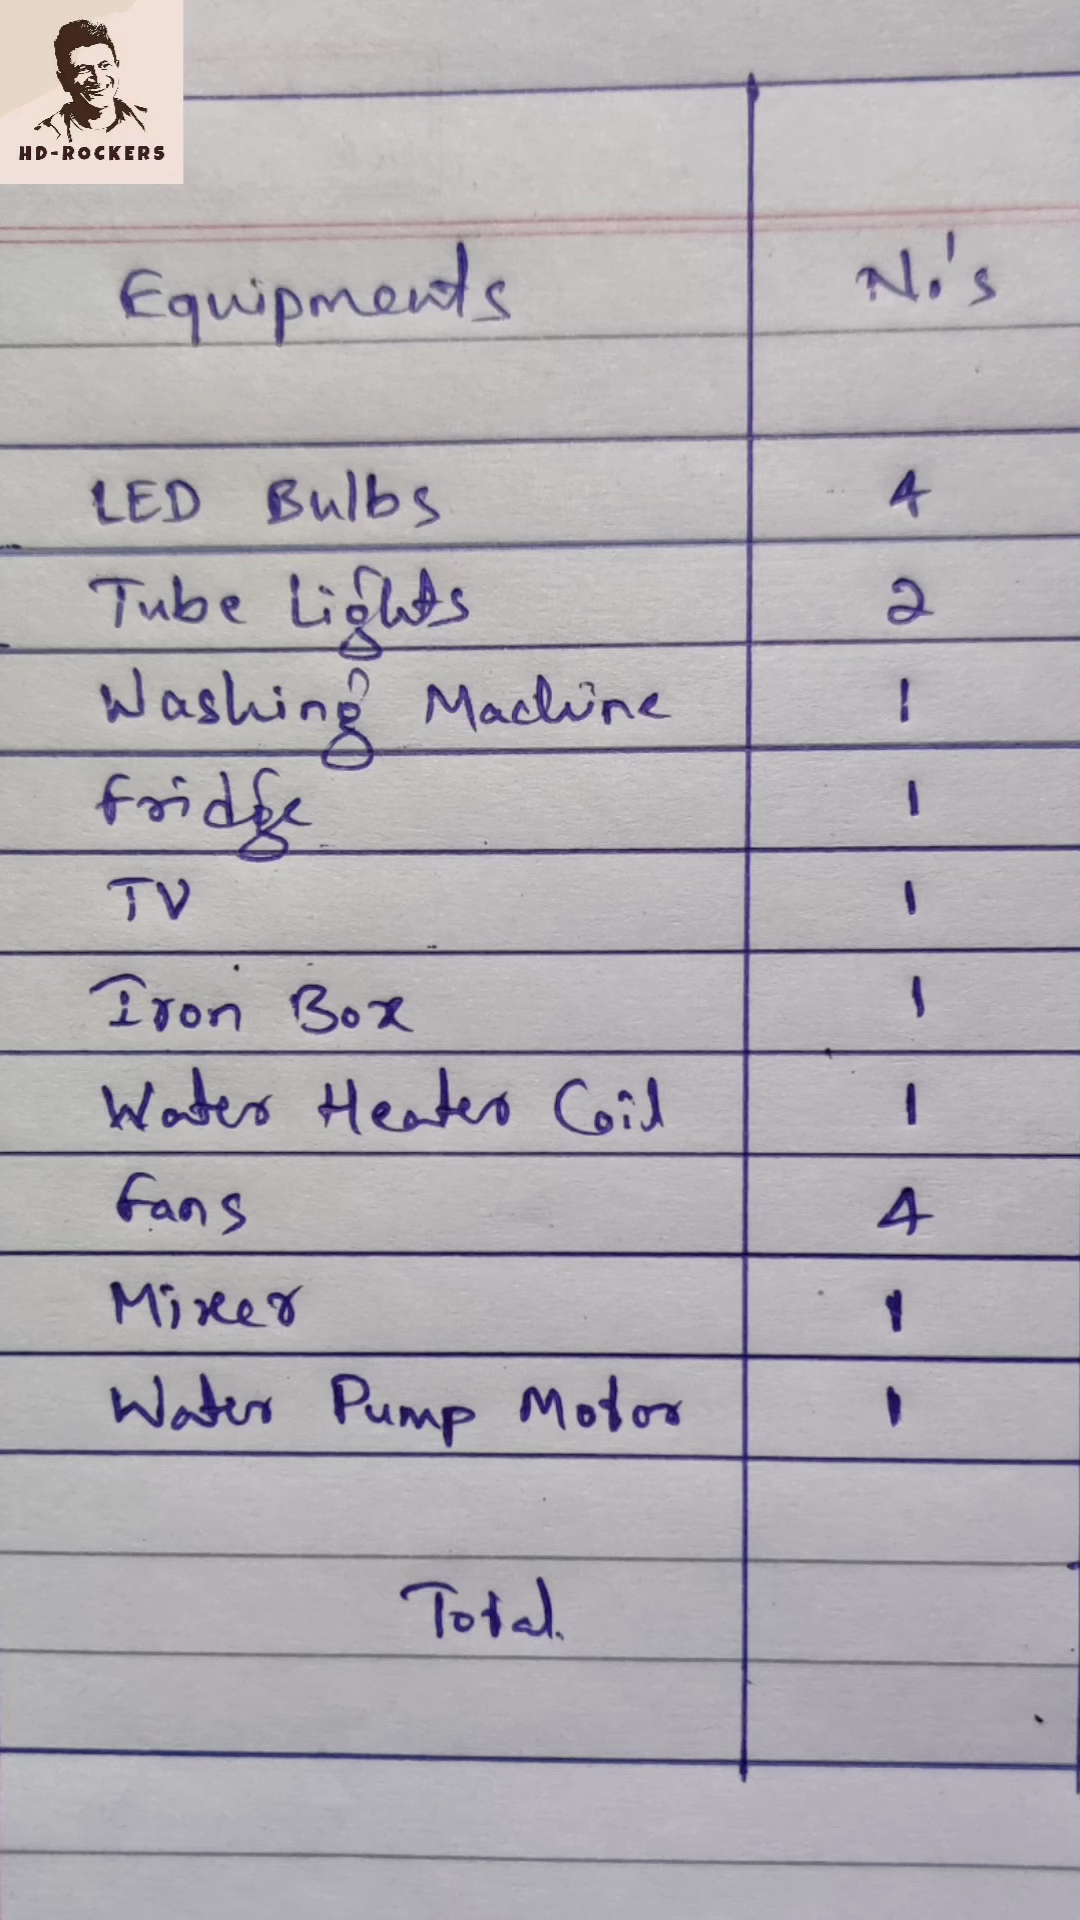 HD-ROCKERS
Equipments No.'s
LED Bulbs 4
Tube Lights 2
Washing Machine 1
Fridge 1
TV 1
Iron Box 1
Water Heater Coil 1
Fans 4
Mixer 1
Water Pump Motor 1
Total.